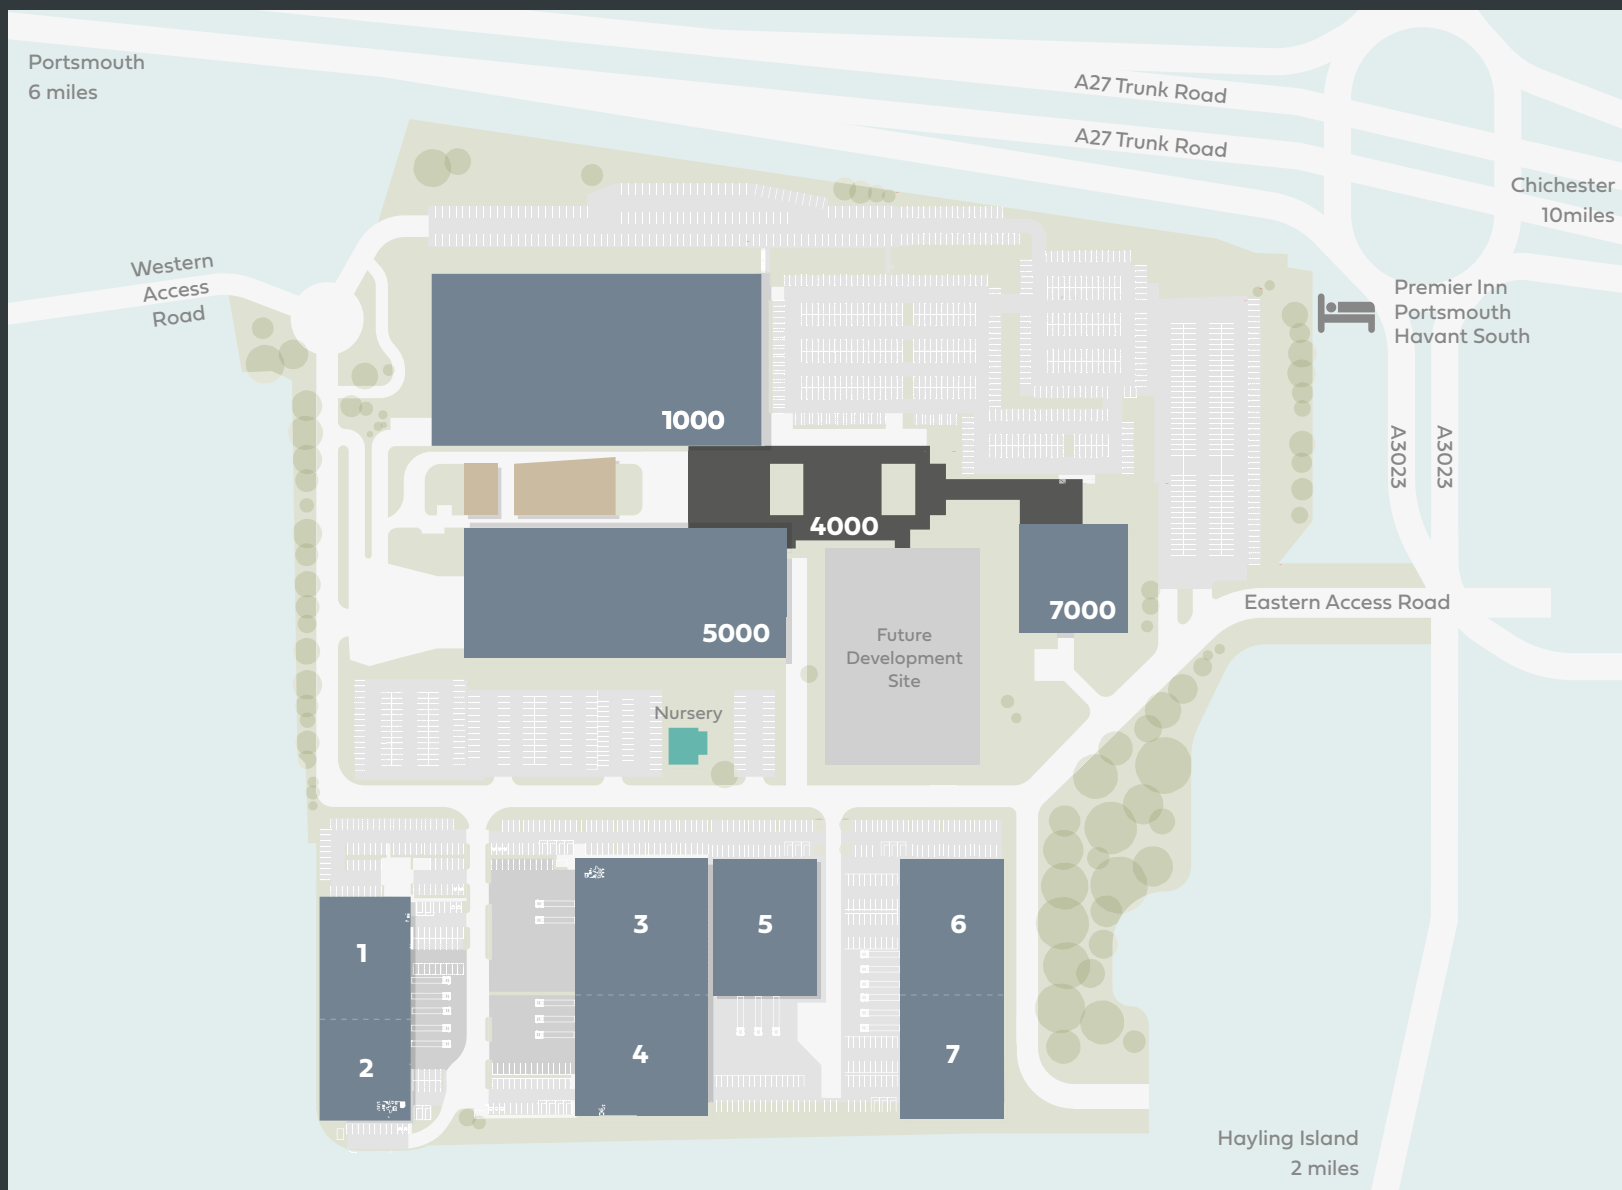 Portsmouth
6 miles
A27 Trunk Road
A27 Trunk Road
Chichester
10miles
Western
Access
Road
Premier Inn
Portsmouth
Havant South
1000
A3023
A3023
4000
7000
Eastern Access Road
5000
Future
Development
Site
Nursery
3
5
6
1
4
7
2
Hayling Island
2 miles